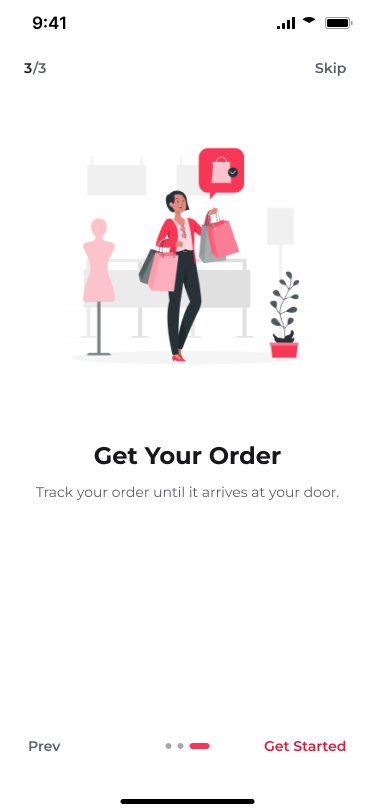 9:41
3/3
Skip
Get Your Order
Track your order until it arrives at your door.
Prev
Get Started